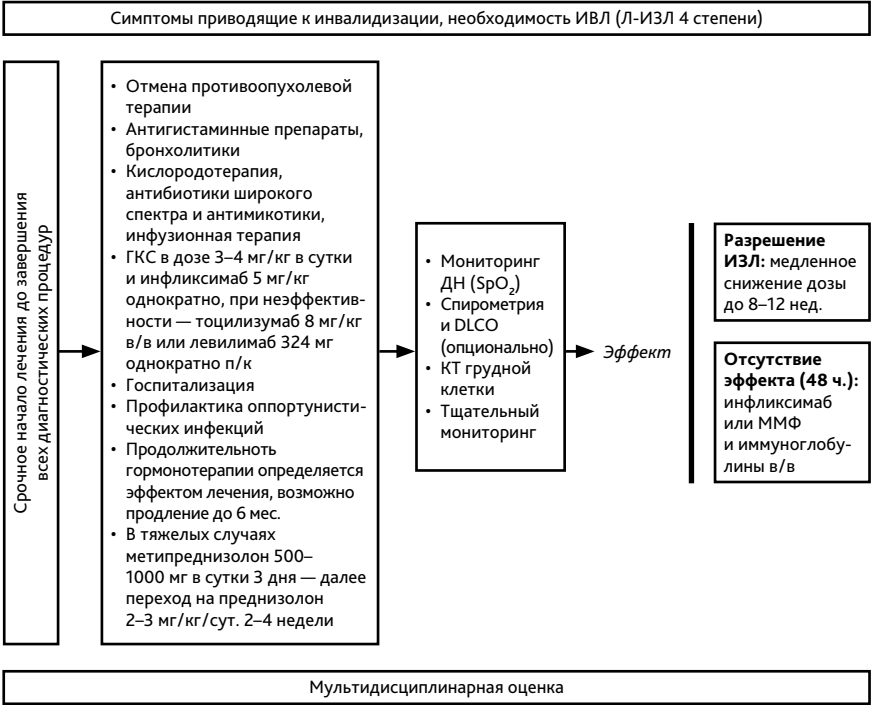 Симптомы приводящие к инвалидизации, необходимость ИВЛ (Л-ИЗЛ 4 степени)
Срочное начало лечения до завершения
всех диагностических процедур
• Отмена противоопухолевой
терапии
• Антигистаминные препараты,
бронхолитики
• Кислородотерапия,
антибиотики широкого
спектра и антимикотики,
инфузионная терапия
• ГКС в дозе 3–4 мг/кг в сутки
и инфликсимаб 5 мг/кг
однократно, при неэффектив-
ности — тоцилизумаб 8 мг/кг
в/в или левилимаб 324 мг
однократно п/к
• Госпитализация
• Профилактика оппортунисти-
ческих инфекций
• Продолжительноть
гормонотерапии определяется
эффектом лечения, возможно
продление до 6 мес.
• В тяжелых случаях
метипреднизолон 500–
1000 мг в сутки 3 дня — далее
переход на преднизолон
2–3 мг/кг/сут. 2–4 недели
• Мониторинг
ДН (SpO₂)
• Спирометрия
и DLCO
(опционально)
• КТ грудной
клетки
• Тщательный
мониторинг
Эффект
Разрешение
ИЗЛ: медленное
снижение дозы
до 8–12 нед.
Отсутствие
эффекта (48 ч.):
инфликсимаб
или ММФ
и иммуноглобу-
лины в/в
Мультидисциплинарная оценка